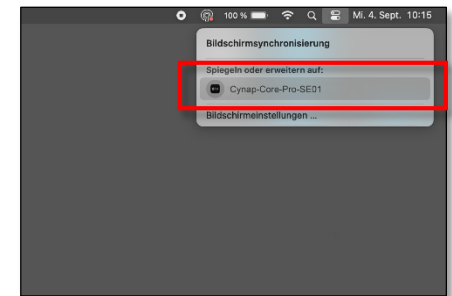 100 % Mi. 4. Sept. 10:15
Bildschirmsynchronisierung
Spiegeln oder erweitern auf:
Cynap-Core-Pro-SE01
Bildschirmeinstellungen ...